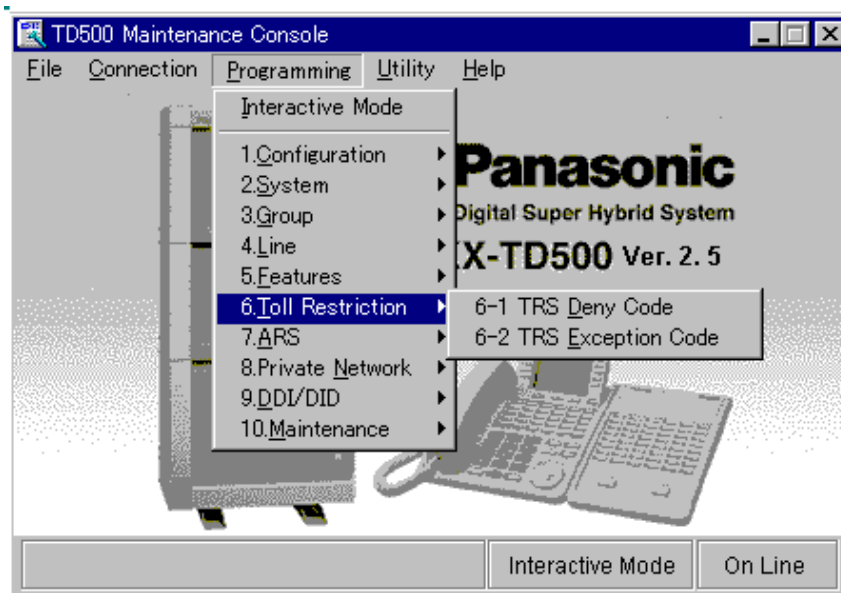 TD500 Maintenance Console
File Connection Programming Utility Help
Interactive Mode
1.Configuration
2.System
3.Group
4.Line
5.Features
6.Toll Restriction
7.ARS
8.Private Network
9.DDI/DID
10.Maintenance
6-1 TRS Deny Code
6-2 TRS Exception Code
Panasonic
Digital Super Hybrid System
KX-TD500 Ver. 2.5
Interactive Mode
On Line